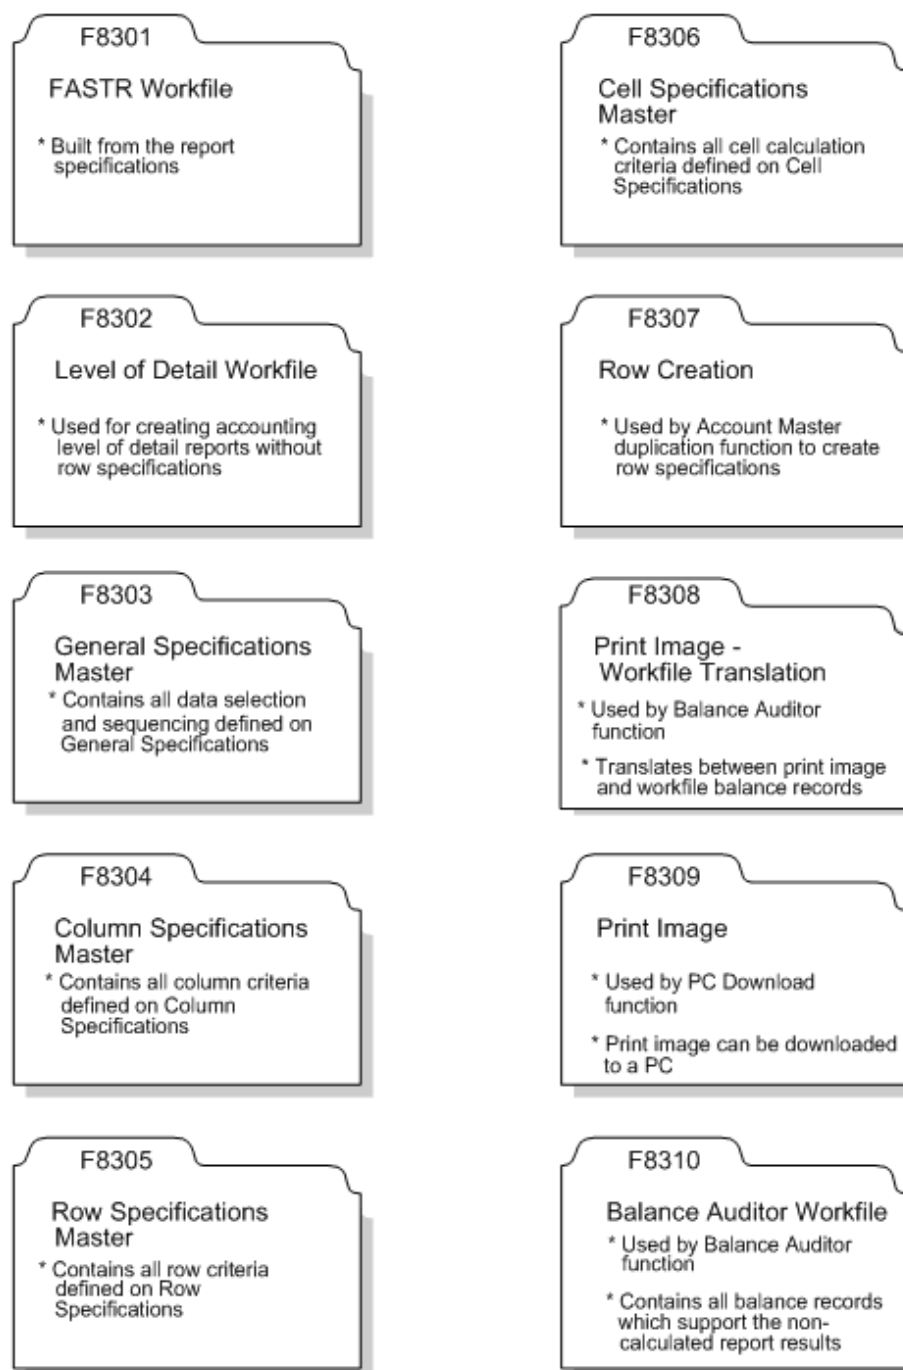 F8301
FASTR Workfile
* Built from the report
specifications
F8302
Level of Detail Workfile
* Used for creating accounting
level of detail reports without
row specifications
F8303
General Specifications
Master
* Contains all data selection
and sequencing defined on
General Specifications
F8304
Column Specifications
Master
* Contains all column criteria
defined on Column
Specifications
F8305
Row Specifications
Master
* Contains all row criteria
defined on Row
Specifications
F8306
Cell Specifications
Master
* Contains all cell calculation
criteria defined on Cell
Specifications
F8307
Row Creation
* Used by Account Master
duplication function to create
row specifications
F8308
Print Image -
Workfile Translation
* Used by Balance Auditor
function
* Translates between print image
and workfile balance records
F8309
Print Image
* Used by PC Download
function
* Print image can be downloaded
to a PC
F8310
Balance Auditor Workfile
* Used by Balance Auditor
function
* Contains all balance records
which support the non-
calculated report results